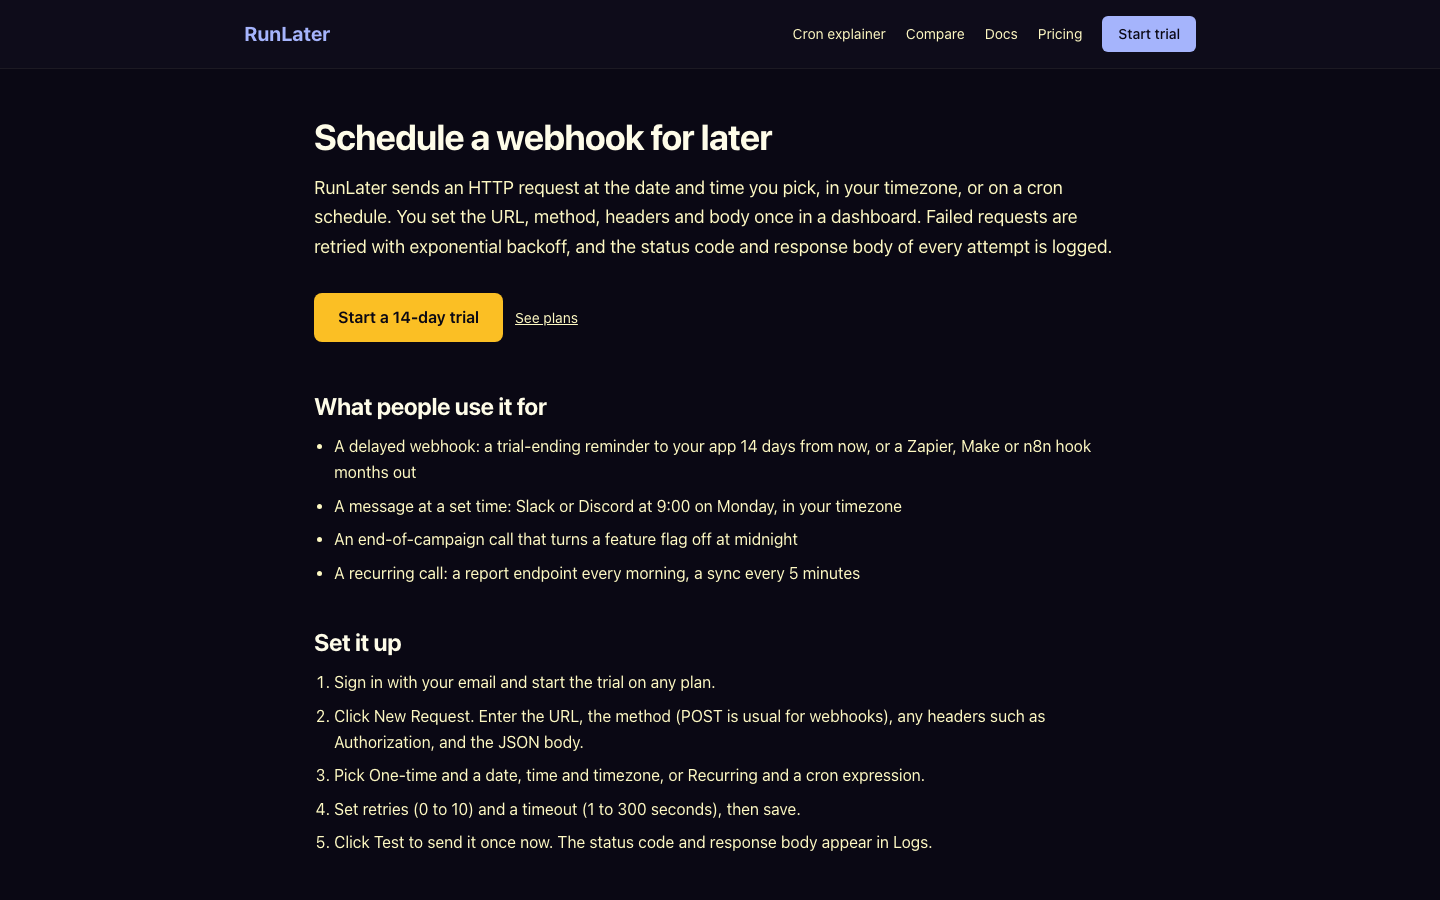 RunLater
Cron explainer Compare Docs Pricing Start trial
Schedule a webhook for later
RunLater sends an HTTP request at the date and time you pick, in your timezone, or on a cron
schedule. You set the URL, method, headers and body once in a dashboard. Failed requests are
retried with exponential backoff, and the status code and response body of every attempt is logged.
Start a 14-day trial See plans
What people use it for
• A delayed webhook: a trial-ending reminder to your app 14 days from now, or a Zapier, Make or n8n hook
months out
• A message at a set time: Slack or Discord at 9:00 on Monday, in your timezone
• An end-of-campaign call that turns a feature flag off at midnight
• A recurring call: a report endpoint every morning, a sync every 5 minutes
Set it up
1. Sign in with your email and start the trial on any plan.
2. Click New Request. Enter the URL, the method (POST is usual for webhooks), any headers such as
Authorization, and the JSON body.
3. Pick One-time and a date, time and timezone, or Recurring and a cron expression.
4. Set retries (0 to 10) and a timeout (1 to 300 seconds), then save.
5. Click Test to send it once now. The status code and response body appear in Logs.